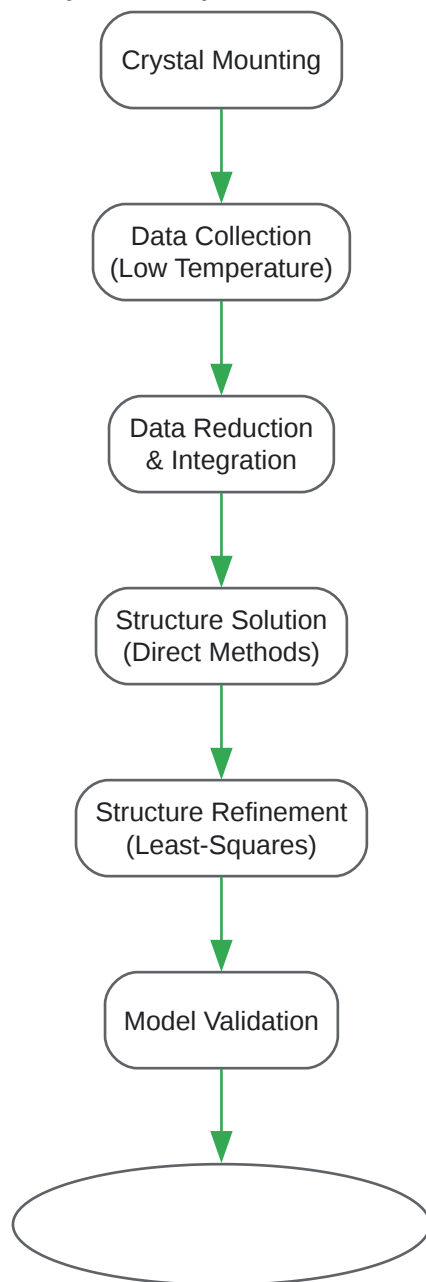 Crystal Mounting
Data Collection
(Low Temperature)
Data Reduction
& Integration
Structure Solution
(Direct Methods)
Structure Refinement
(Least-Squares)
Model Validation